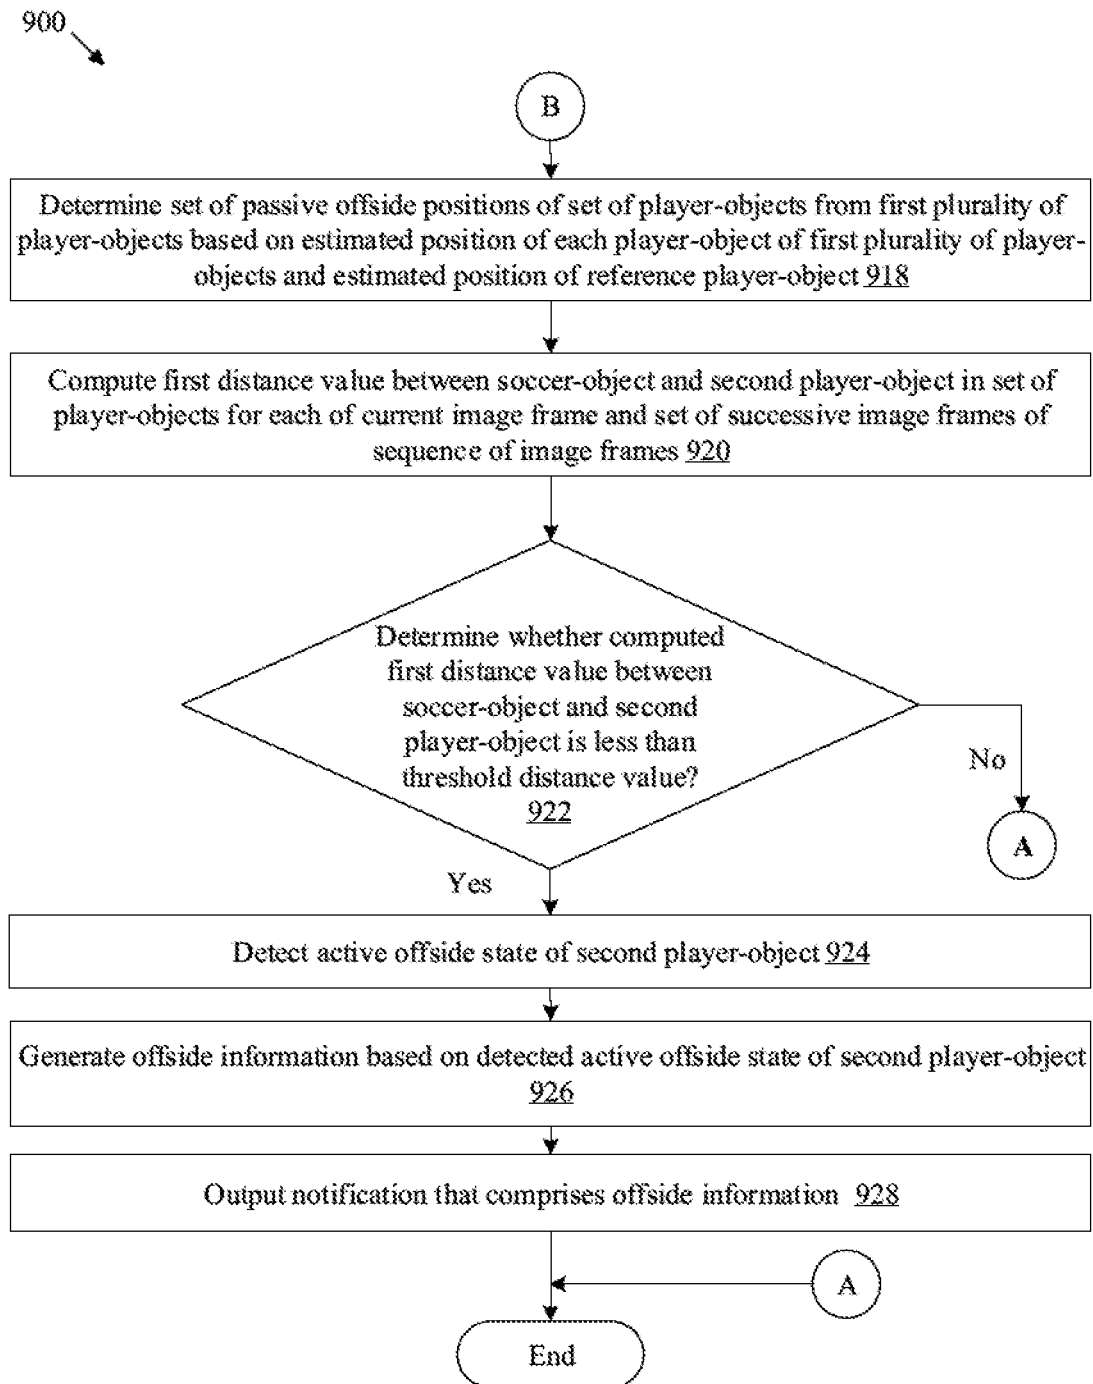 900
B
Determine set of passive offside positions of set of player-objects from first plurality of
player-objects based on estimated position of each player-object of first plurality of player-
objects and estimated position of reference player-object 918
Compute first distance value between soccer-object and second player-object in set of
player-objects for each of current image frame and set of successive image frames of
sequence of image frames 920
Determine whether computed
first distance value between
soccer-object and second
player-object is less than
threshold distance value?
922
No
A
Yes
Detect active offside state of second player-object 924
Generate offside information based on detected active offside state of second player-object
926
Output notification that comprises offside information 928
A
End